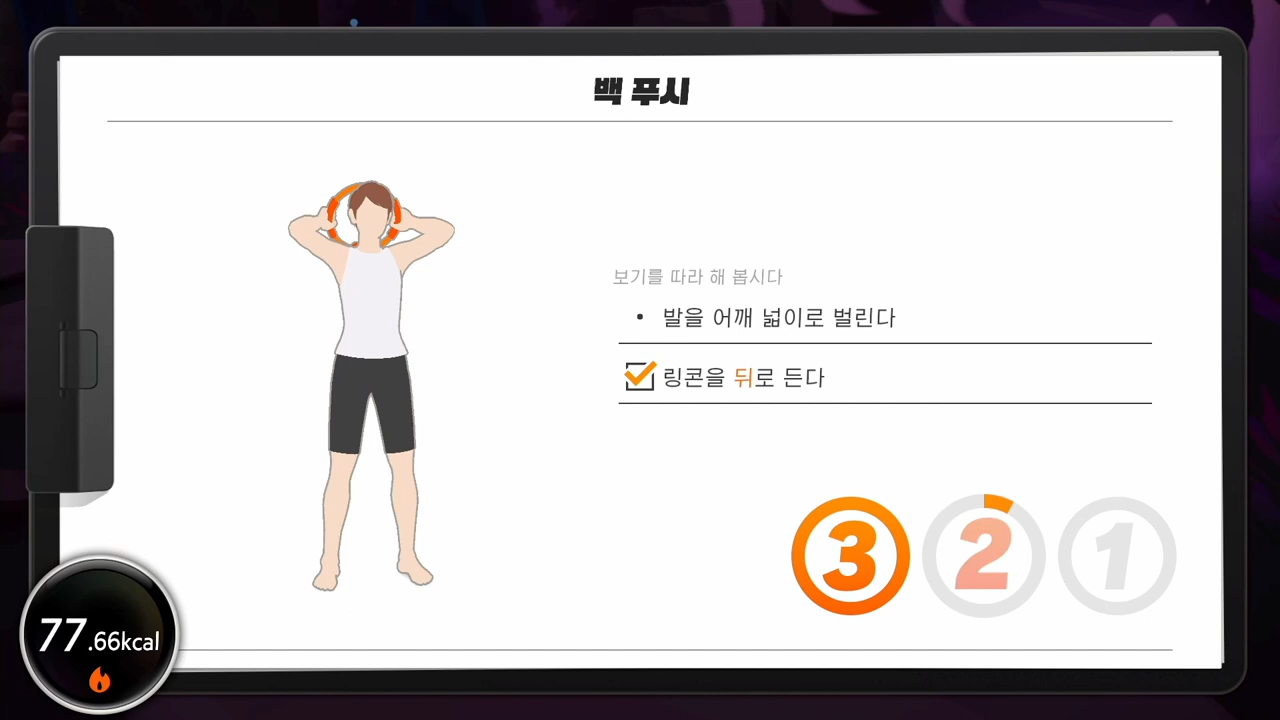 백 푸시
보기를 따라 해 봅시다
• 발을 어깨 넓이로 벌린다
링콘을 뒤로 든다
3 2 1
77.66kcal